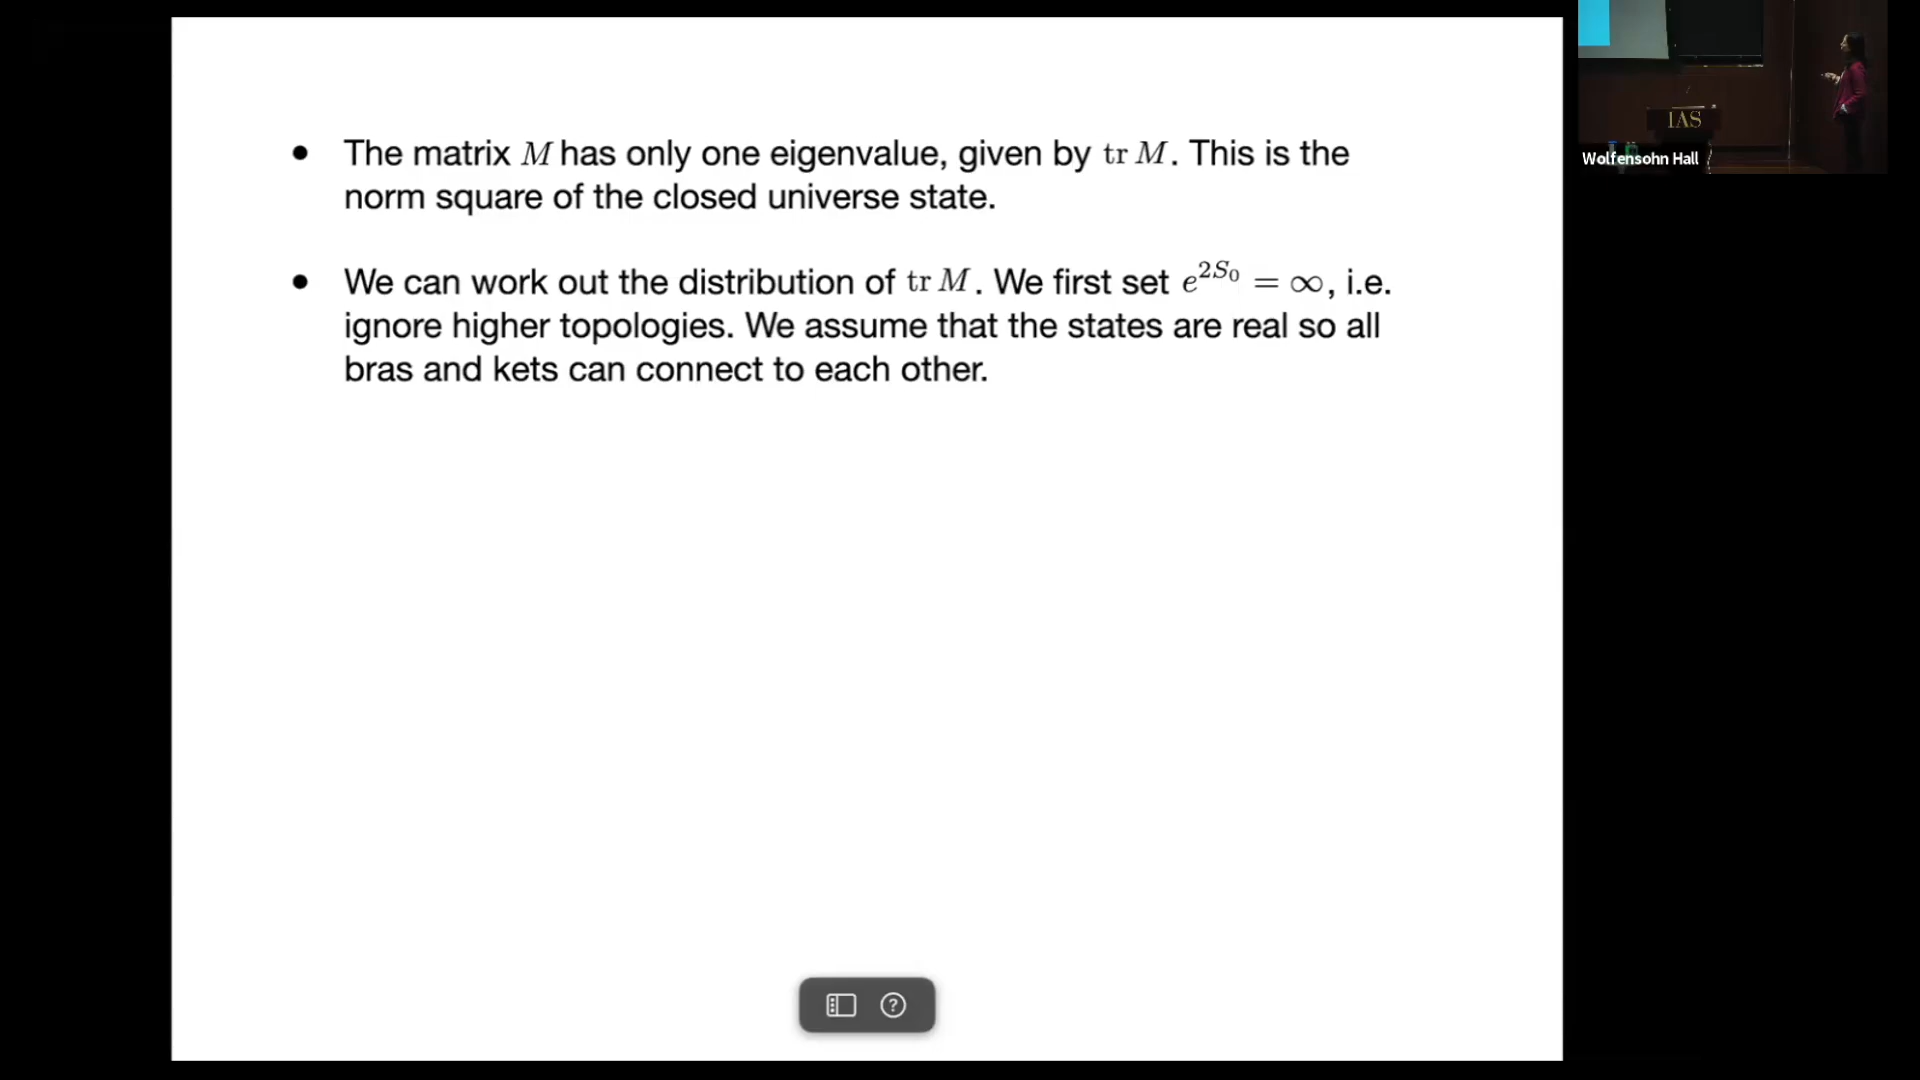 • The matrix M has only one eigenvalue, given by tr M. This is the
norm square of the closed universe state.
• We can work out the distribution of tr M. We first set e^{2S_0} = ∞, i.e.
ignore higher topologies. We assume that the states are real so all
bras and kets can connect to each other.
IAS
Wolfensohn Hall